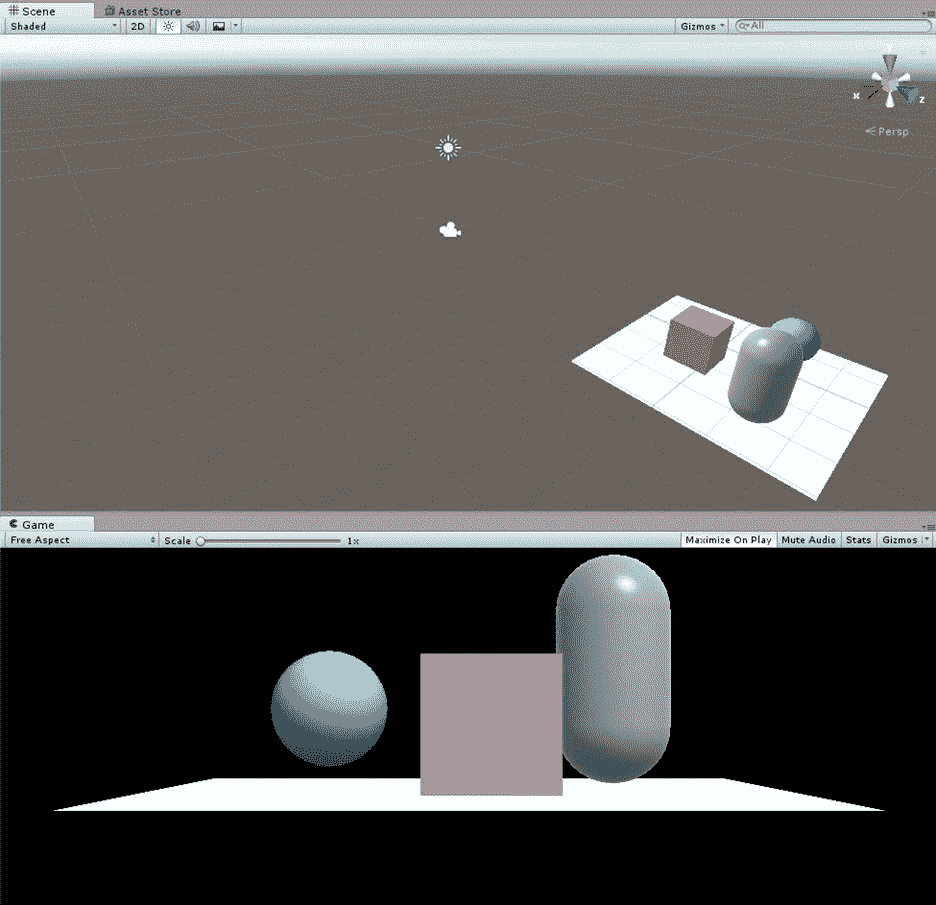 Scene Asset Store
Shaded 2D Gizmos All
x z
Persp
Game
Free Aspect Scale 1x Maximize On Play Mute Audio Stats Gizmos